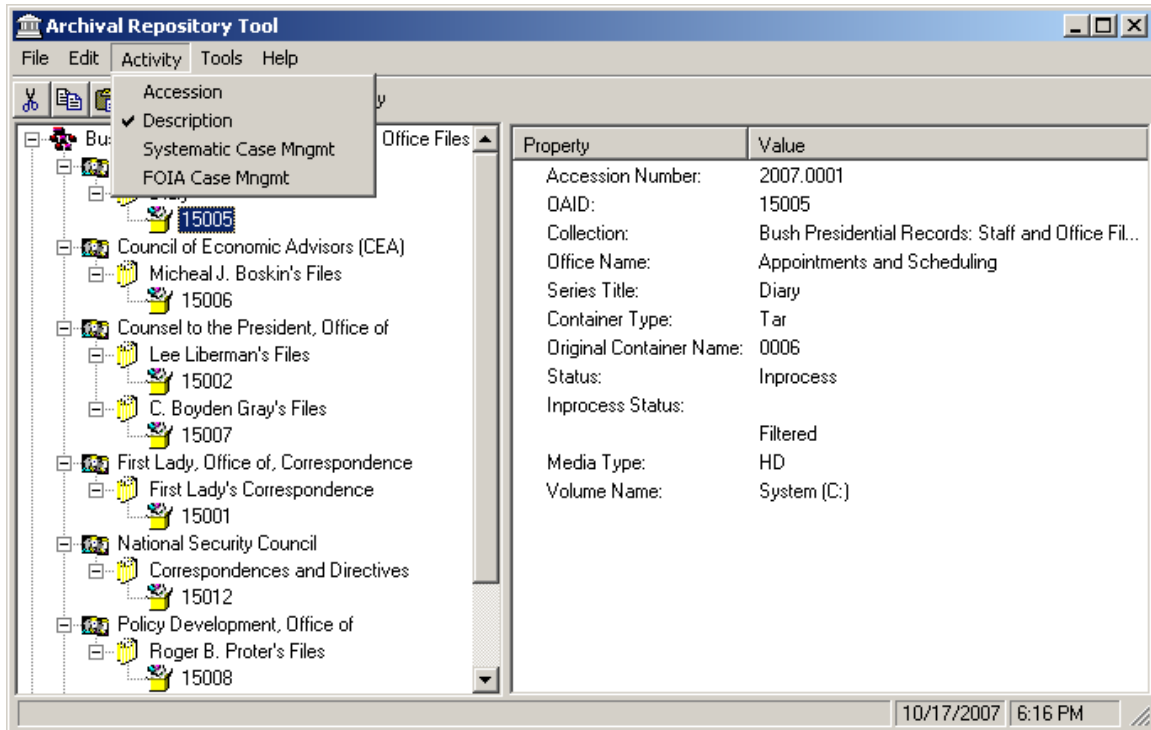 Archival Repository Tool
File Edit Activity Tools Help
Accession
Description
Systematic Case Mngmt
FOIA Case Mngmt
Office Files
15005
Council of Economic Advisors (CEA)
Micheal J. Boskin's Files
15006
Counsel to the President, Office of
Lee Liberman's Files
15002
C. Boyden Gray's Files
15007
First Lady, Office of, Correspondence
First Lady's Correspondence
15001
National Security Council
Correspondences and Directives
15012
Policy Development, Office of
Roger B. Proter's Files
15008
Property Value
Accession Number: 2007.0001
OAID: 15005
Collection: Bush Presidential Records: Staff and Office Fil...
Office Name: Appointments and Scheduling
Series Title: Diary
Container Type: Tar
Original Container Name: 0006
Status: Inprocess
Inprocess Status:
Filtered
Media Type: HD
Volume Name: System (C:)
10/17/2007 6:16 PM